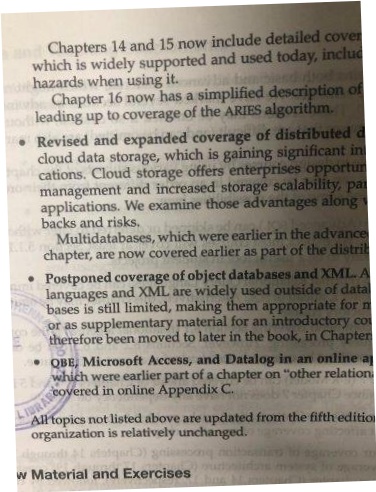 Chapters 14 and 15 now include detailed cover
which is widely supported and used today, includ
hazards when using it.
Chapter 16 now has a simplified description of
leading up to coverage of the ARIES algorithm.
• Revised and expanded coverage of distributed d
cloud data storage, which is gaining significant in
cations. Cloud storage offers enterprises opportun
management and increased storage scalability, par
applications. We examine those advantages along
backs and risks.
Multidatabases, which were earlier in the advance
chapter, are now covered earlier as part of the distrib
• Postponed coverage of object databases and XML. A
languages and XML are widely used outside of data
bases is still limited, making them appropriate for
or as supplementary material for an introductory cou
therefore been moved to later in the book, in Chapter
• QBE, Microsoft Access, and Datalog in an online ap
which were earlier part of a chapter on “other relation
covered in online Appendix C.
All topics not listed above are updated from the fifth edition
organization is relatively unchanged.
w Material and Exercises
LIBRARY